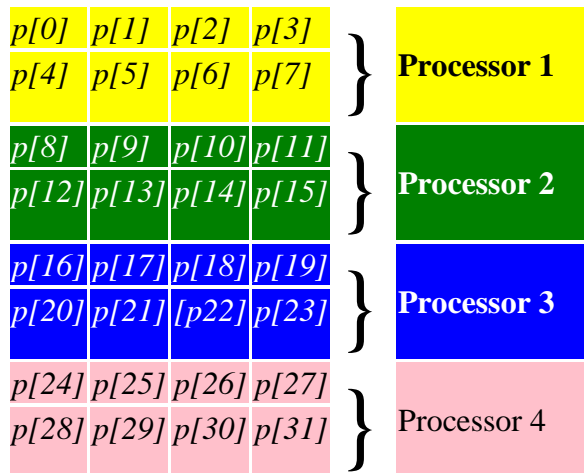 p[0] p[1] p[2] p[3]
p[4] p[5] p[6] p[7]
} Processor 1
p[8] p[9] p[10] p[11]
p[12] p[13] p[14] p[15]
} Processor 2
p[16] p[17] p[18] p[19]
p[20] p[21] [p22] p[23]
} Processor 3
p[24] p[25] p[26] p[27]
p[28] p[29] p[30] p[31]
} Processor 4